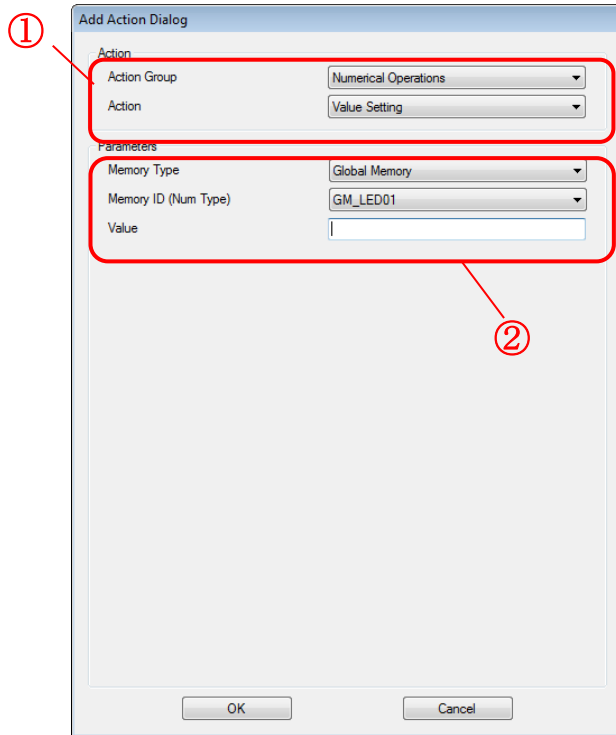 Add Action Dialog
①
Action
Action Group Numerical Operations
Action Value Setting
Parameters
Memory Type Global Memory
Memory ID (Num Type) GM_LED01
Value
②
OK Cancel